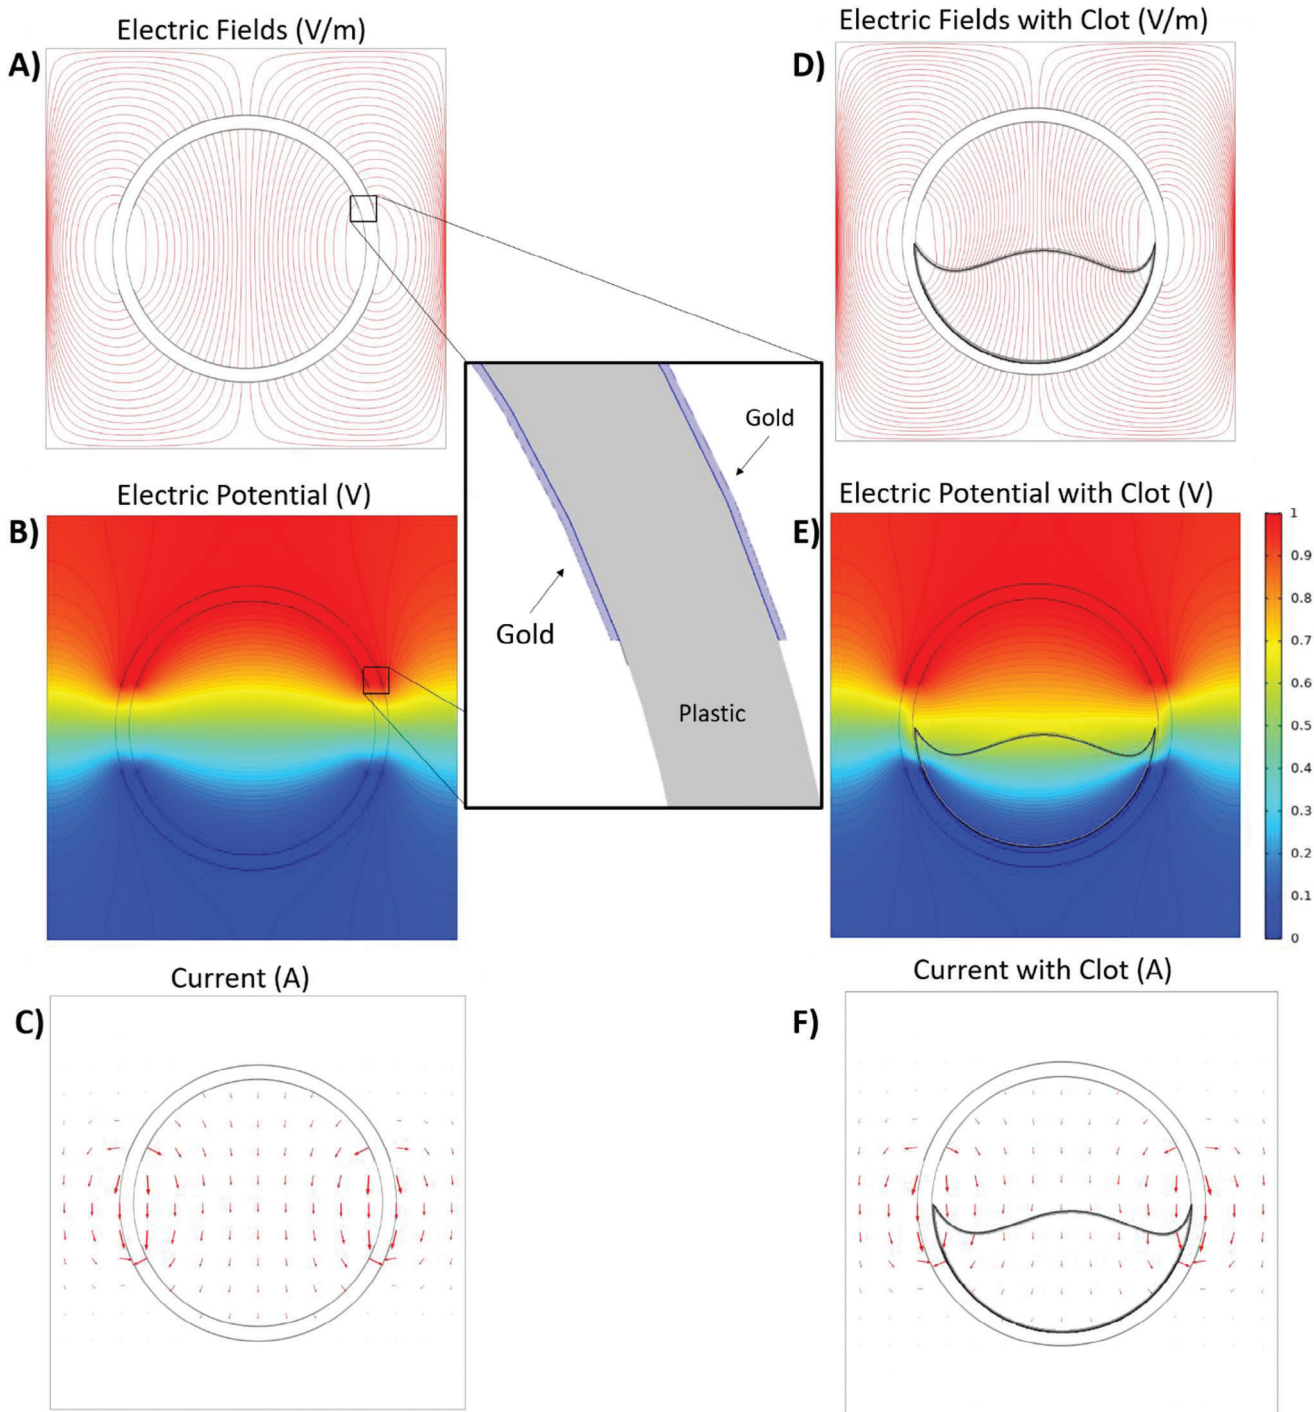 Electric Fields (V/m)
A)
Electric Fields with Clot (V/m)
D)
Gold
Gold
Plastic
Electric Potential (V)
B)
Electric Potential with Clot (V)
E)
1
0.9
0.8
0.7
0.6
0.5
0.4
0.3
0.2
0.1
0
Current (A)
C)
Current with Clot (A)
F)